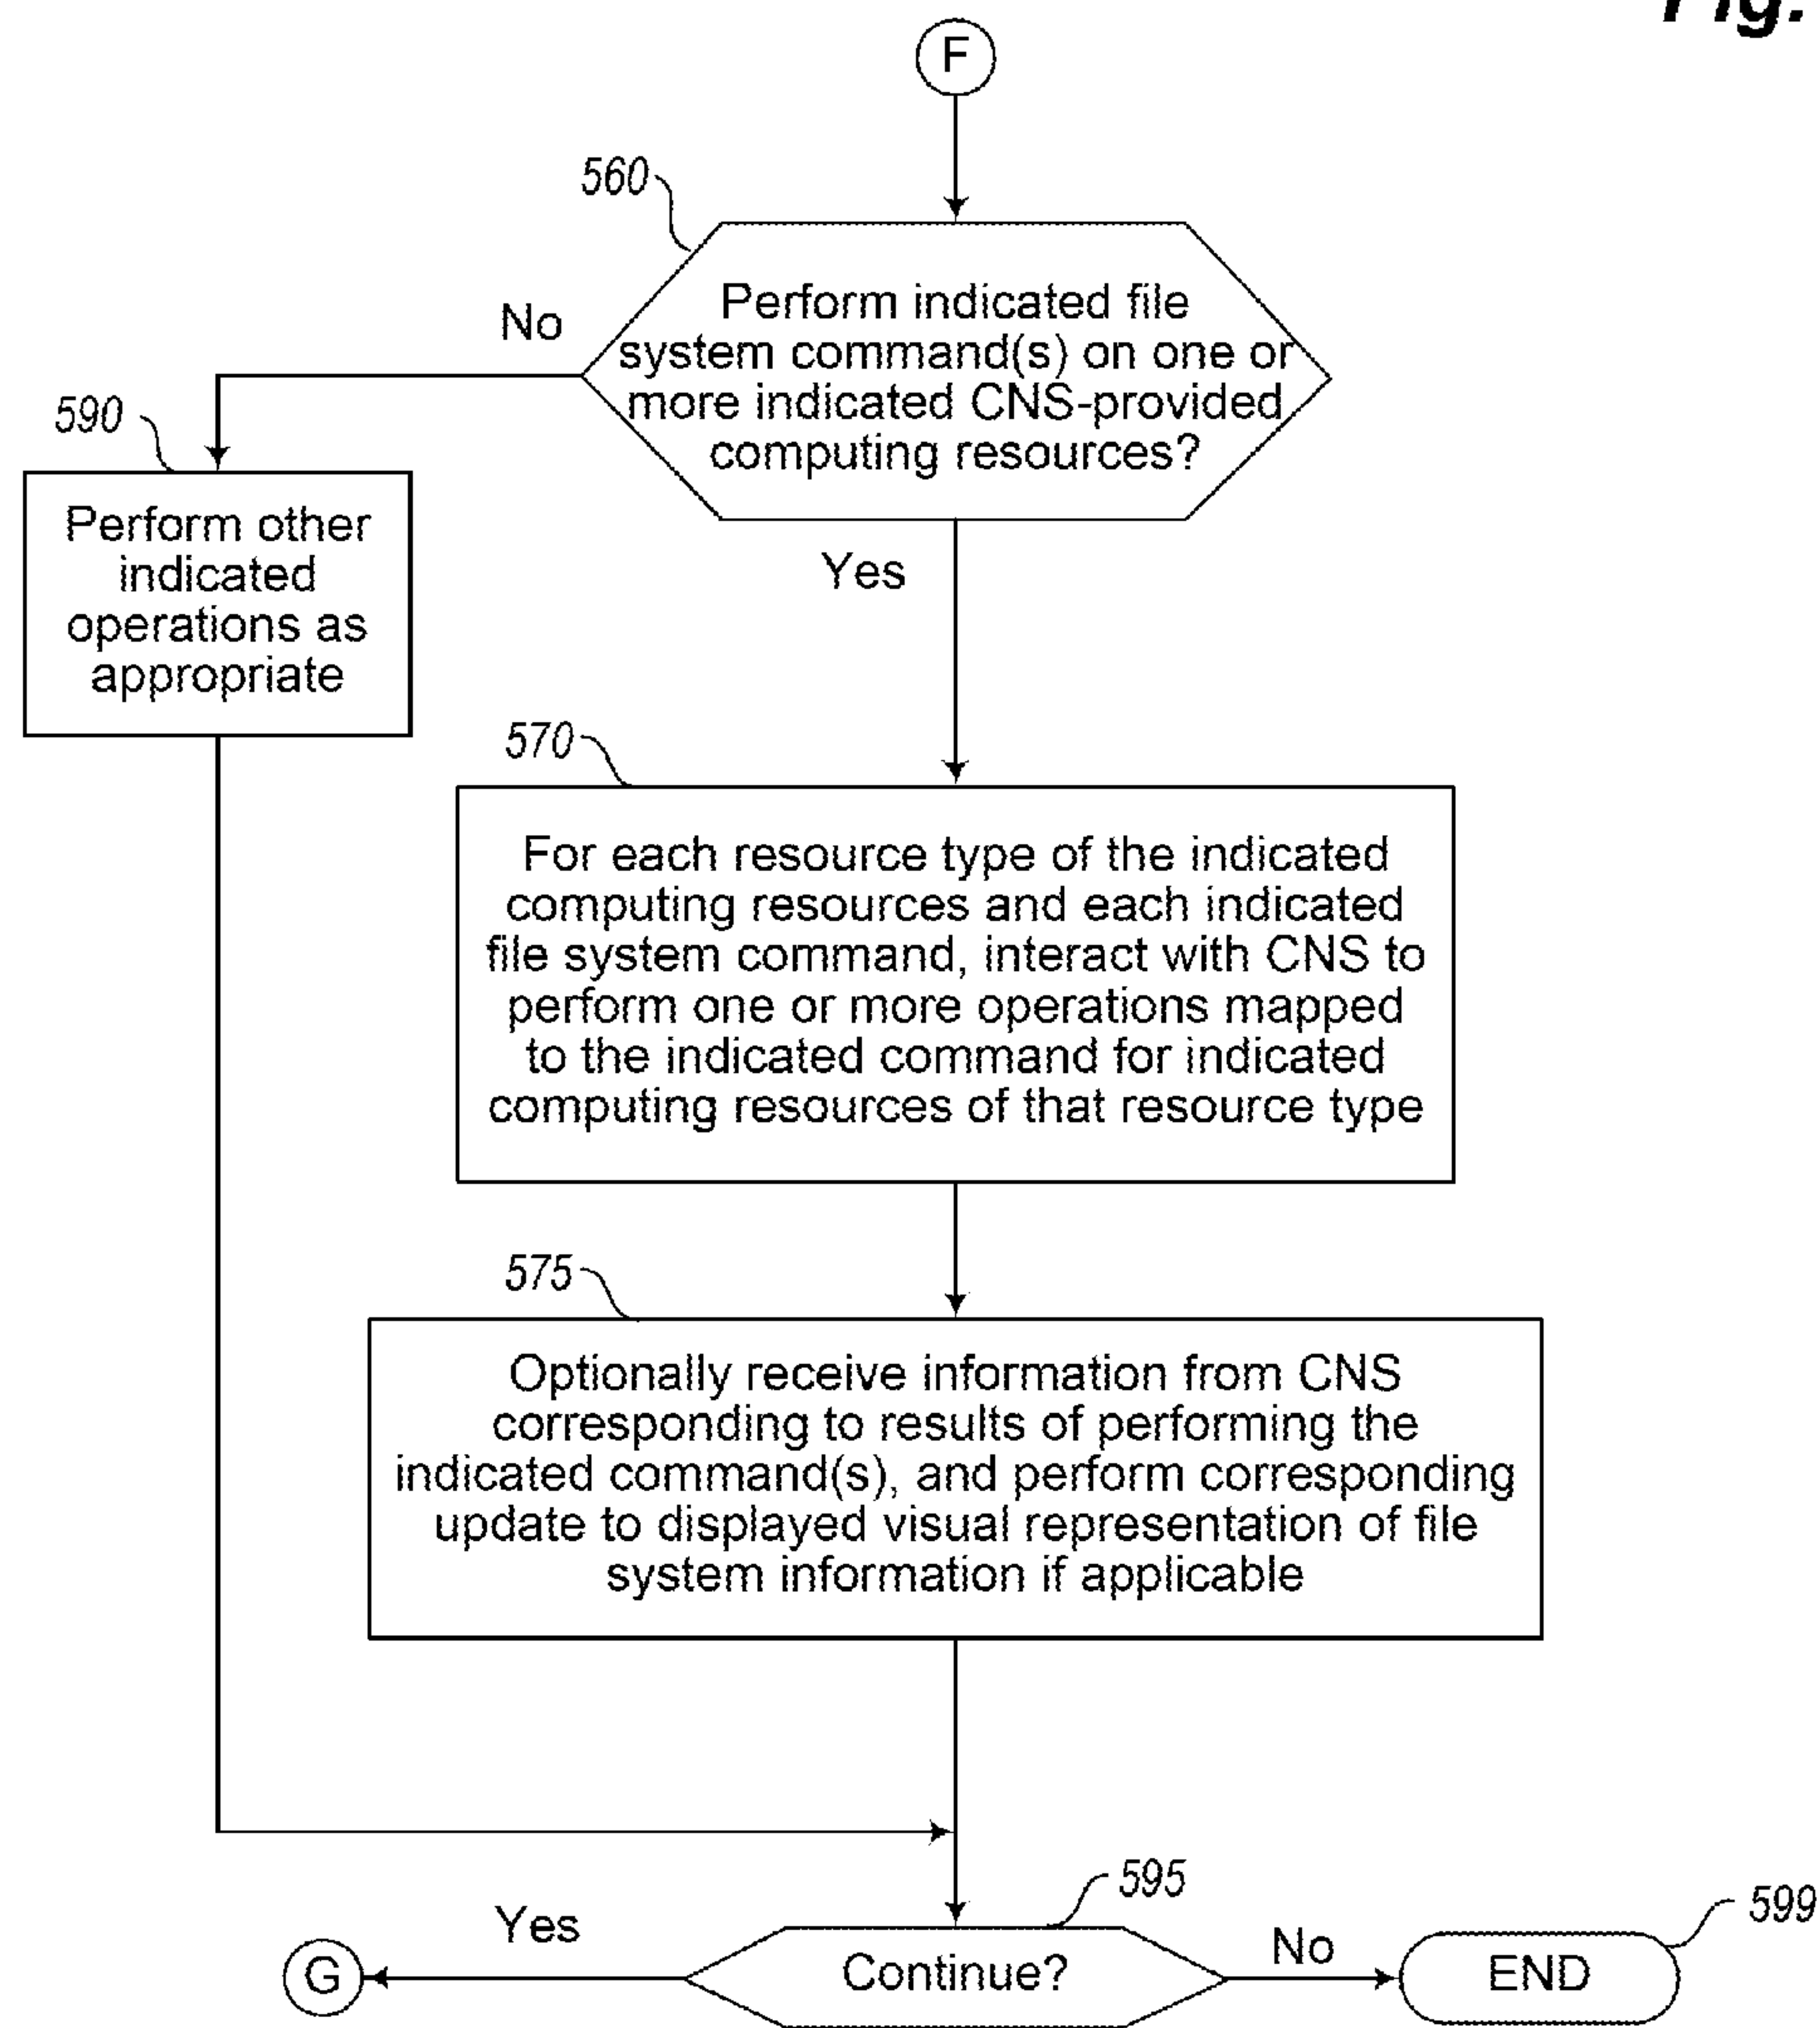 Fig.
F
560
Perform indicated file
system command(s) on one or
more indicated CNS-provided
computing resources?
No
590
Perform other
indicated
operations as
appropriate
Yes
570
For each resource type of the indicated
computing resources and each indicated
file system command, interact with CNS to
perform one or more operations mapped
to the indicated command for indicated
computing resources of that resource type
575
Optionally receive information from CNS
corresponding to results of performing the
indicated command(s), and perform corresponding
update to displayed visual representation of file
system information if applicable
595
599
Yes
G
Continue?
No
END